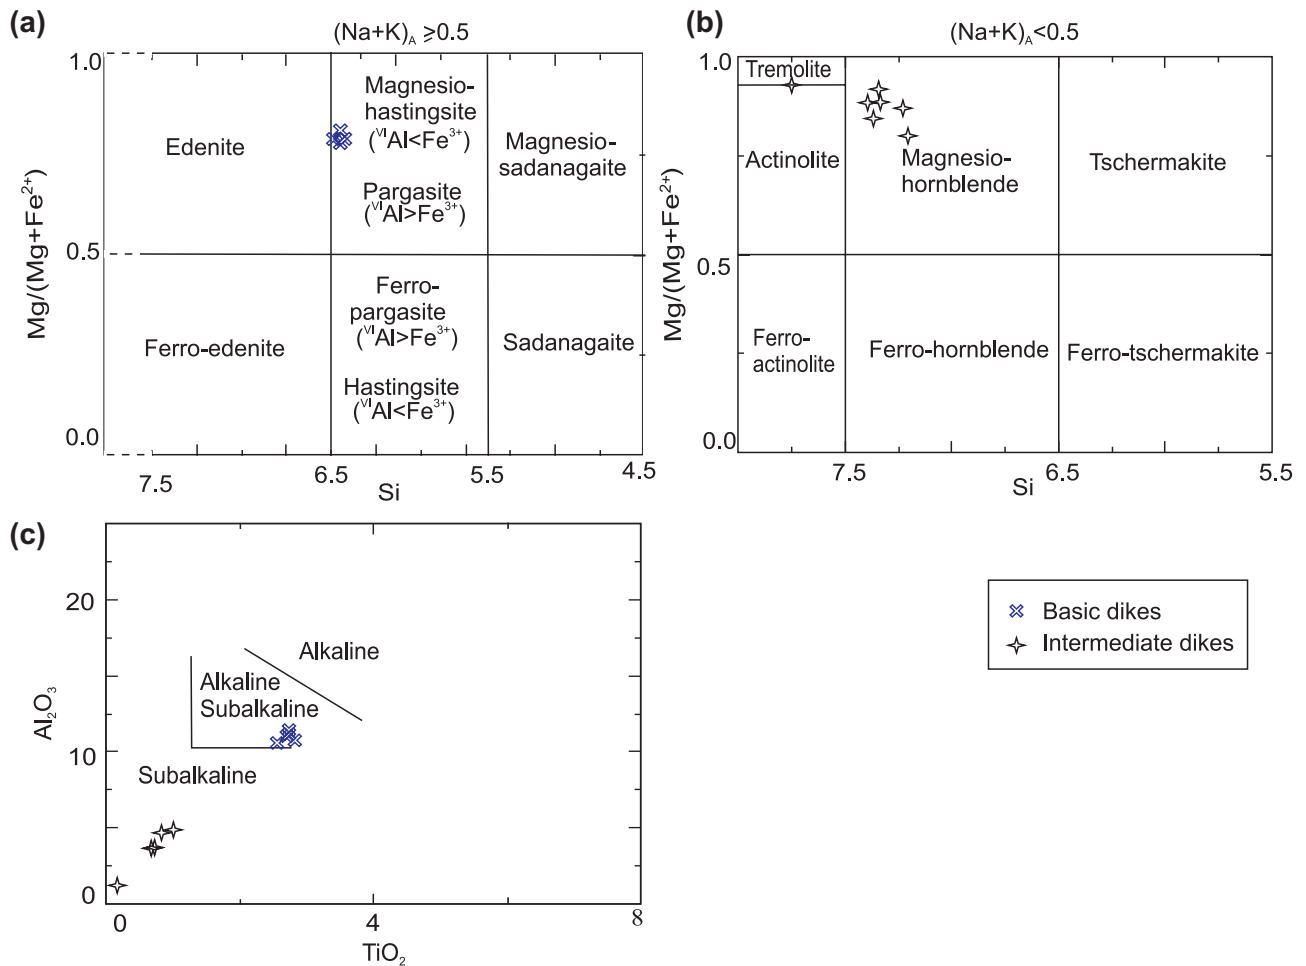 (a)
(Na+K)A ⩾0.5
1.0
0.5
0.0
Mg/(Mg+Fe2+)
Edenite
Magnesio-
hastingsite
(VIAl<Fe3+)
Pargasite
(VIAl>Fe3+)
Magnesio-
sadanagaite
Ferro-edenite
Ferro-
pargasite
(VIAl>Fe3+)
Hastingsite
(VIAl<Fe3+)
Sadanagaite
7.5
6.5
5.5
4.5
Si
(b)
(Na+K)A<0.5
1.0
0.5
0.0
Mg/(Mg+Fe2+)
Tremolite
Actinolite
Magnesio-
hornblende
Tschermakite
Ferro-
actinolite
Ferro-hornblende
Ferro-tschermakite
7.5
6.5
5.5
Si
(c)
20
10
0
Al2O3
Alkaline
Alkaline
Subalkaline
Subalkaline
0
4
8
TiO2
Basic dikes
Intermediate dikes